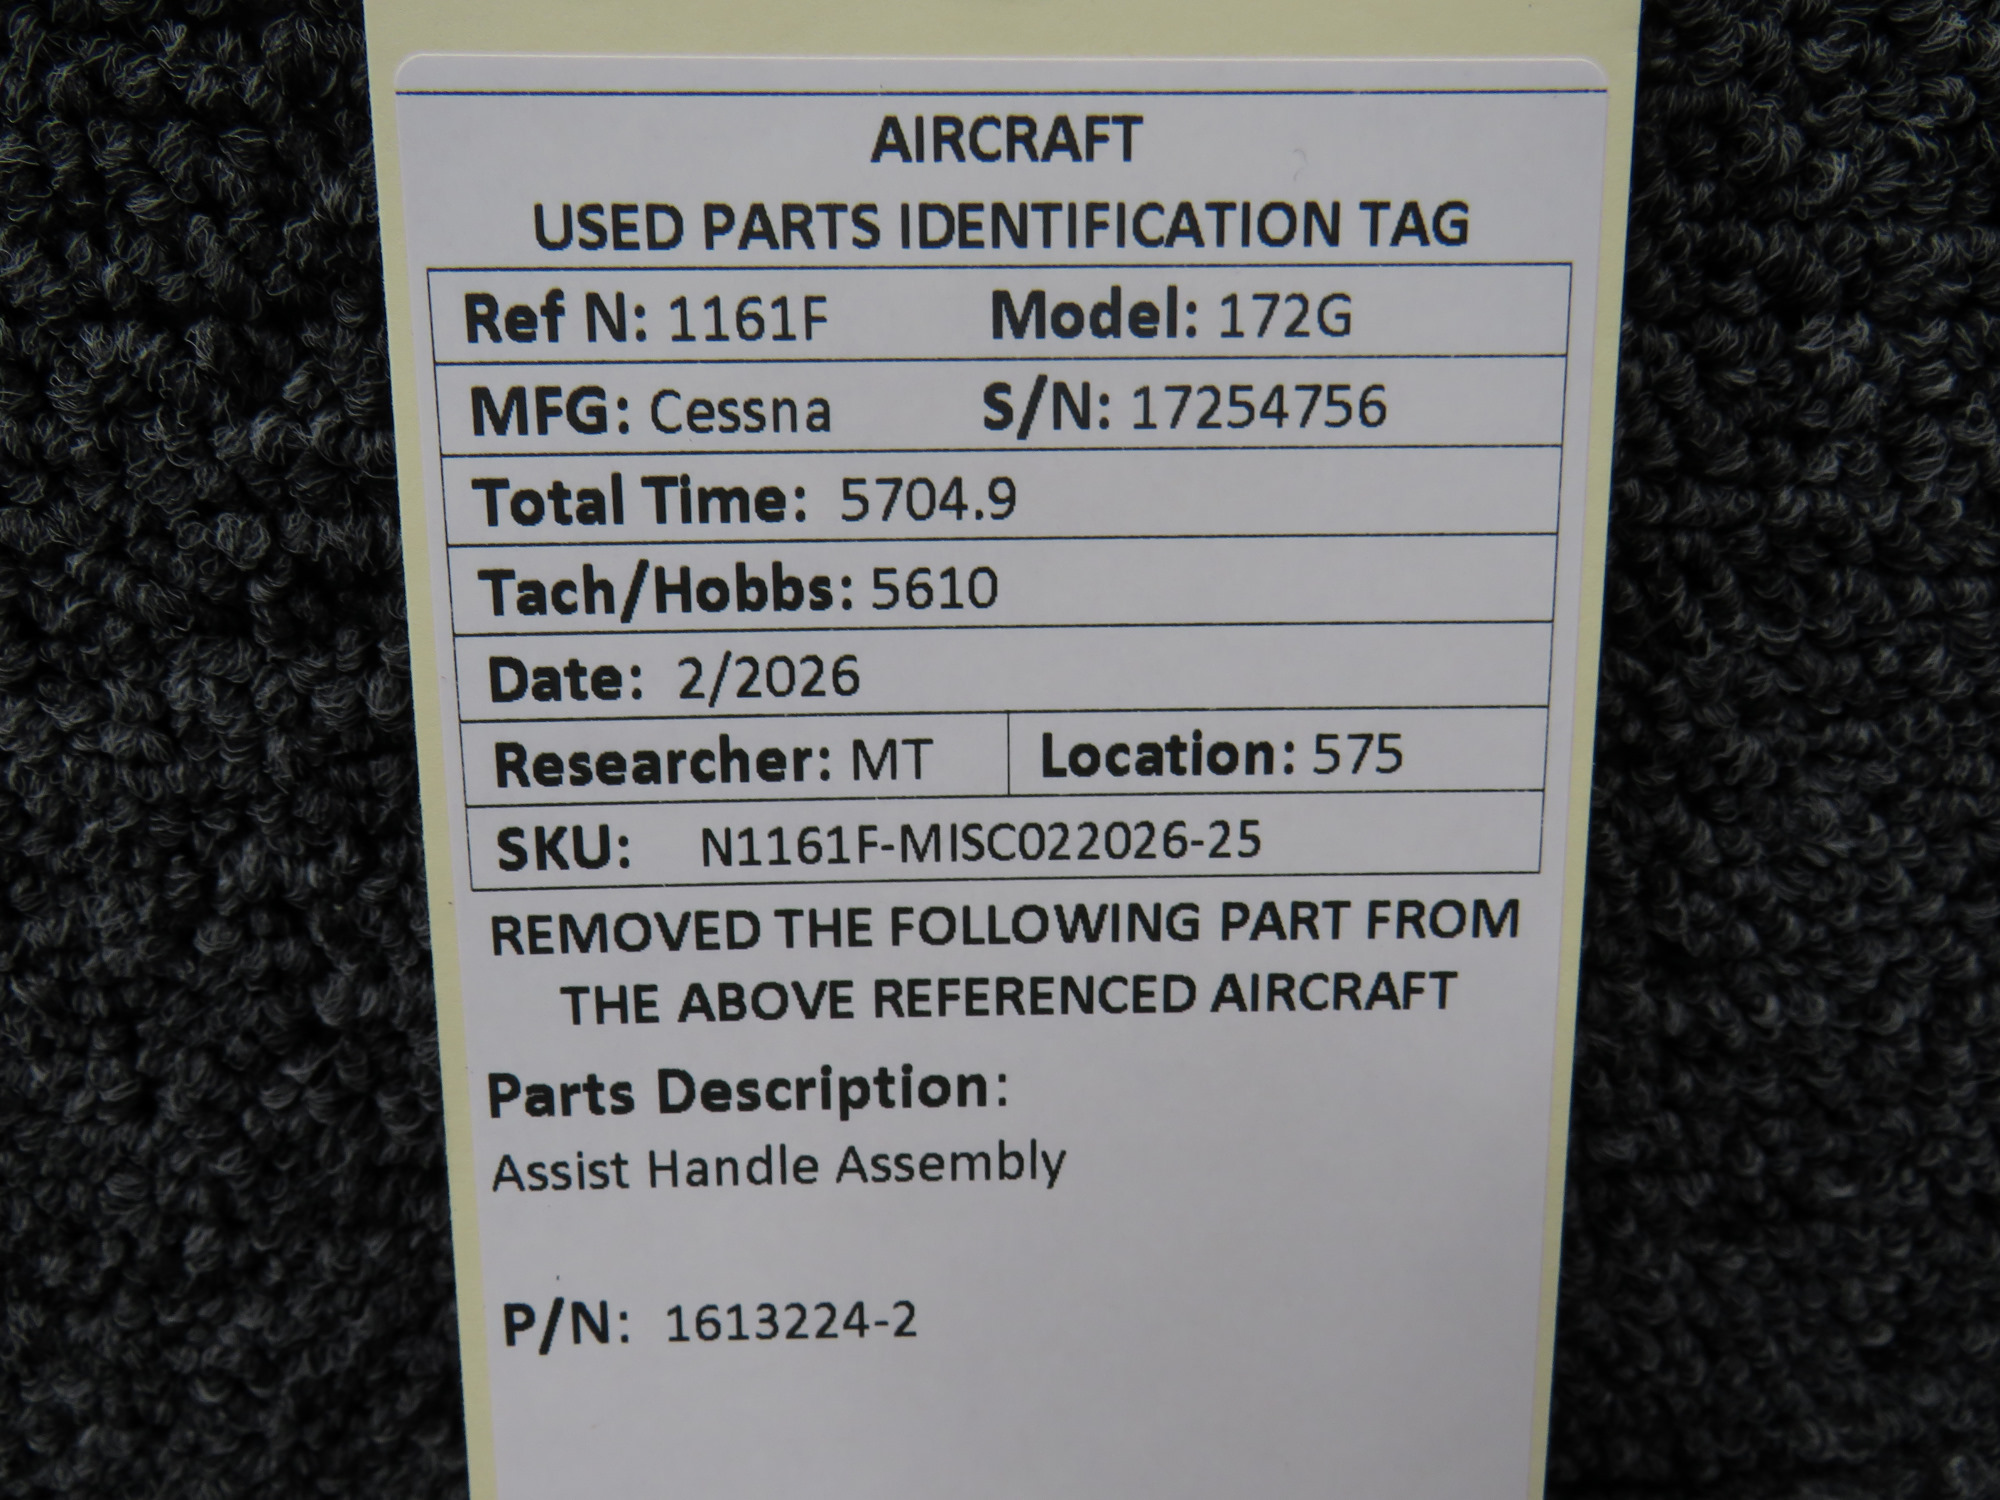 AIRCRAFT
USED PARTS IDENTIFICATION TAG
Ref N: 1161F Model: 172G
MFG: Cessna S/N: 17254756
Total Time: 5704.9
Tach/Hobbs: 5610
Date: 2/2026
Researcher: MT Location: 575
SKU: N1161F-MISC022026-25
REMOVED THE FOLLOWING PART FROM
THE ABOVE REFERENCED AIRCRAFT
Parts Description:
Assist Handle Assembly
P/N: 1613224-2